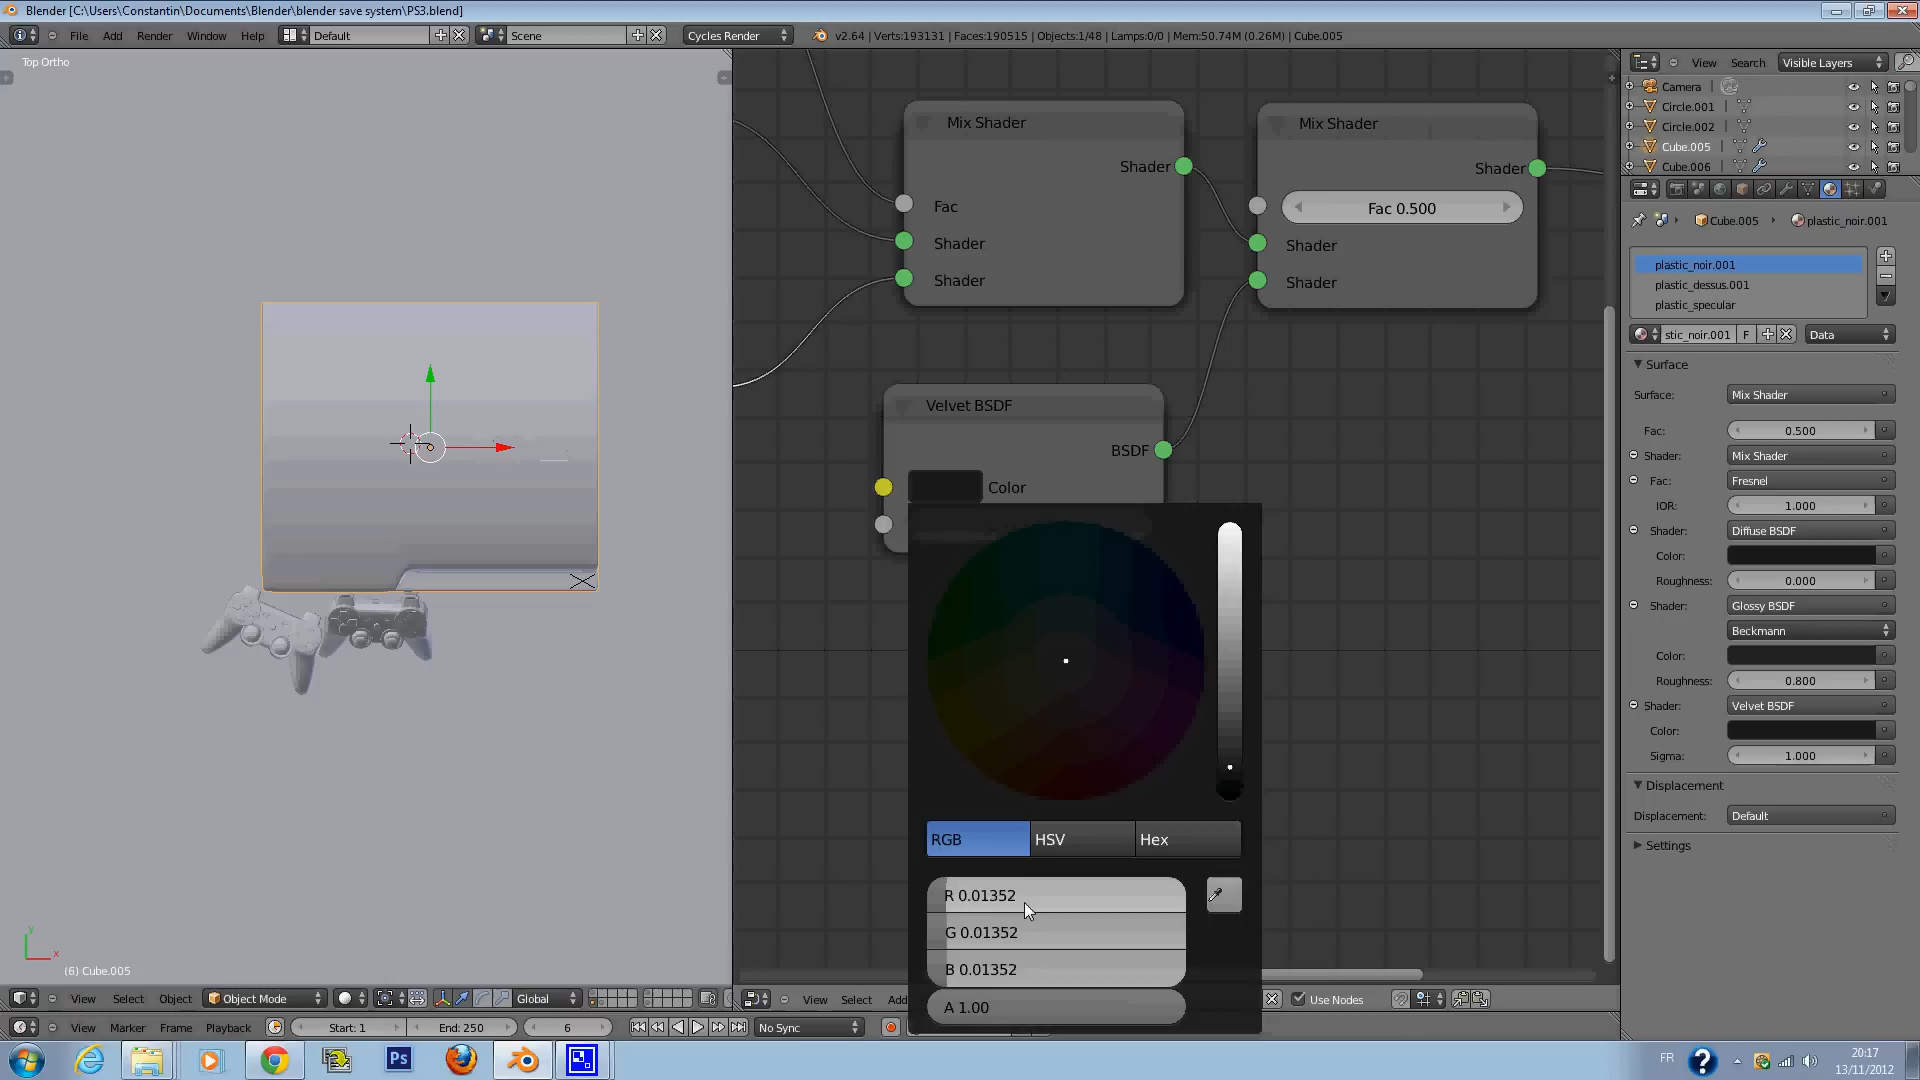 Blender [C:\Users\Constantin\Documents\Blender\blender save system\PS3.blend]
File Add Render Window Help Default Scene Cycles Render v2.64 | Verts:193131 | Faces:190515 | Objects:1/48 | Lamps:0/0 | Mem:50.74M (0.26M) | Cube.005
Top Ortho
View Search Visible Layers
Camera
Circle.001
Circle.002
Cube.005
Cube.006
Cube.005 plastic_noir.001
plastic_noir.001
plastic_dessus.001
plastic_specular
stic_noir.001 F Data
Surface
Surface: Mix Shader
Fac: 0.500
Shader: Mix Shader
Fac: Fresnel
IOR: 1.000
Shader: Diffuse BSDF
Color:
Roughness: 0.000
Shader: Glossy BSDF
Beckmann
Color:
Roughness: 0.800
Shader: Velvet BSDF
Color:
Sigma: 1.000
Displacement
Displacement: Default
Settings
Mix Shader
Shader
Fac
Shader
Shader
Mix Shader
Shader
Fac 0.500
Shader
Shader
Velvet BSDF
BSDF
Color
RGB HSV Hex
R 0.01352
G 0.01352
B 0.01352
A 1.00
y
x
(6) Cube.005
View Select Object Object Mode Global
View Select Add Use Nodes
View Marker Frame Playback Start: 1 End: 250 6 No Sync
Ps
FR
?
20:17
13/11/2012